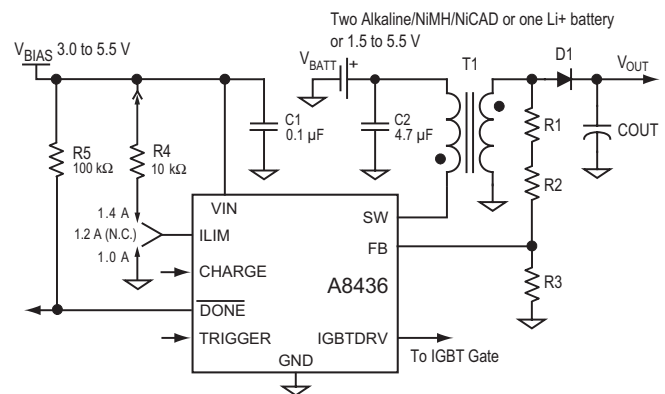 Two Alkaline/NiMH/NiCAD or one Li+ battery
or 1.5 to 5.5 V
VBIAS 3.0 to 5.5 V
VBATT
+
T1
D1
VOUT
C1
0.1 µF
C2
4.7 µF
R1
COUT
R5
100 kΩ
R4
10 kΩ
R2
1.4 A
1.2 A (N.C.)
1.0 A
VIN
ILIM
SW
FB
CHARGE
A8436
R3
DONE
TRIGGER
IGBTDRV
GND
To IGBT Gate